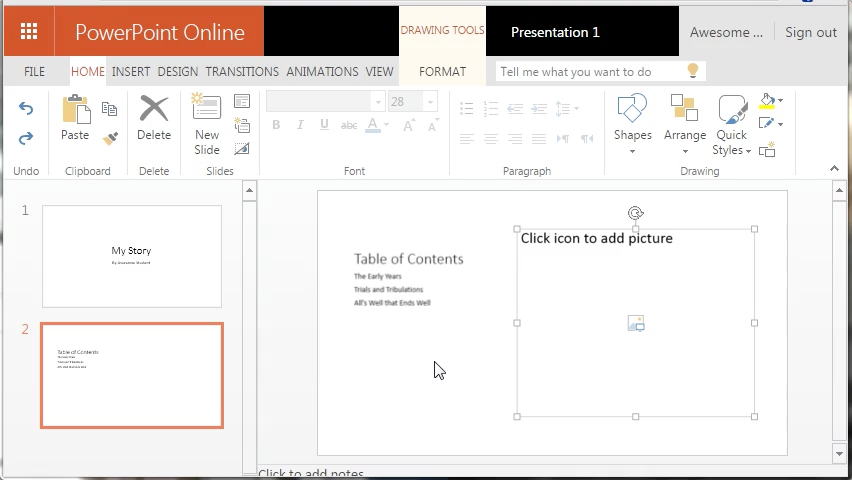 PowerPoint Online
DRAWING TOOLS
Presentation 1
Awesome ...
Sign out
FILE
HOME
INSERT
DESIGN
TRANSITIONS
ANIMATIONS
VIEW
FORMAT
Tell me what you want to do
Paste
Delete
New
Slide
28
B I U abc A A A
Shapes
Arrange
Quick
Styles
Undo
Clipboard
Delete
Slides
Font
Paragraph
Drawing
1
My Story
By Awesome Student
2
Table of Contents
The Early Years
Trials and Tribulations
All's Well that Ends Well
Table of Contents
The Early Years
Trials and Tribulations
All's Well that Ends Well
Click icon to add picture
Click to add notes